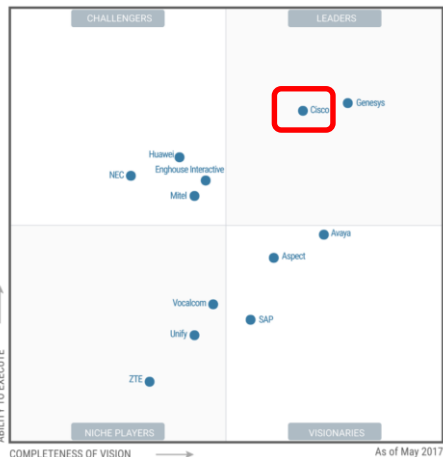 CHALLENGERS
LEADERS
Cisco
Genesys
Huawei
Enghouse Interactive
NEC
Mitel
Avaya
Aspect
Vocalcom
SAP
Unify
ZTE
NICHE PLAYERS
VISIONARIES
ABILITY TO EXECUTE
COMPLETENESS OF VISION
As of May 2017